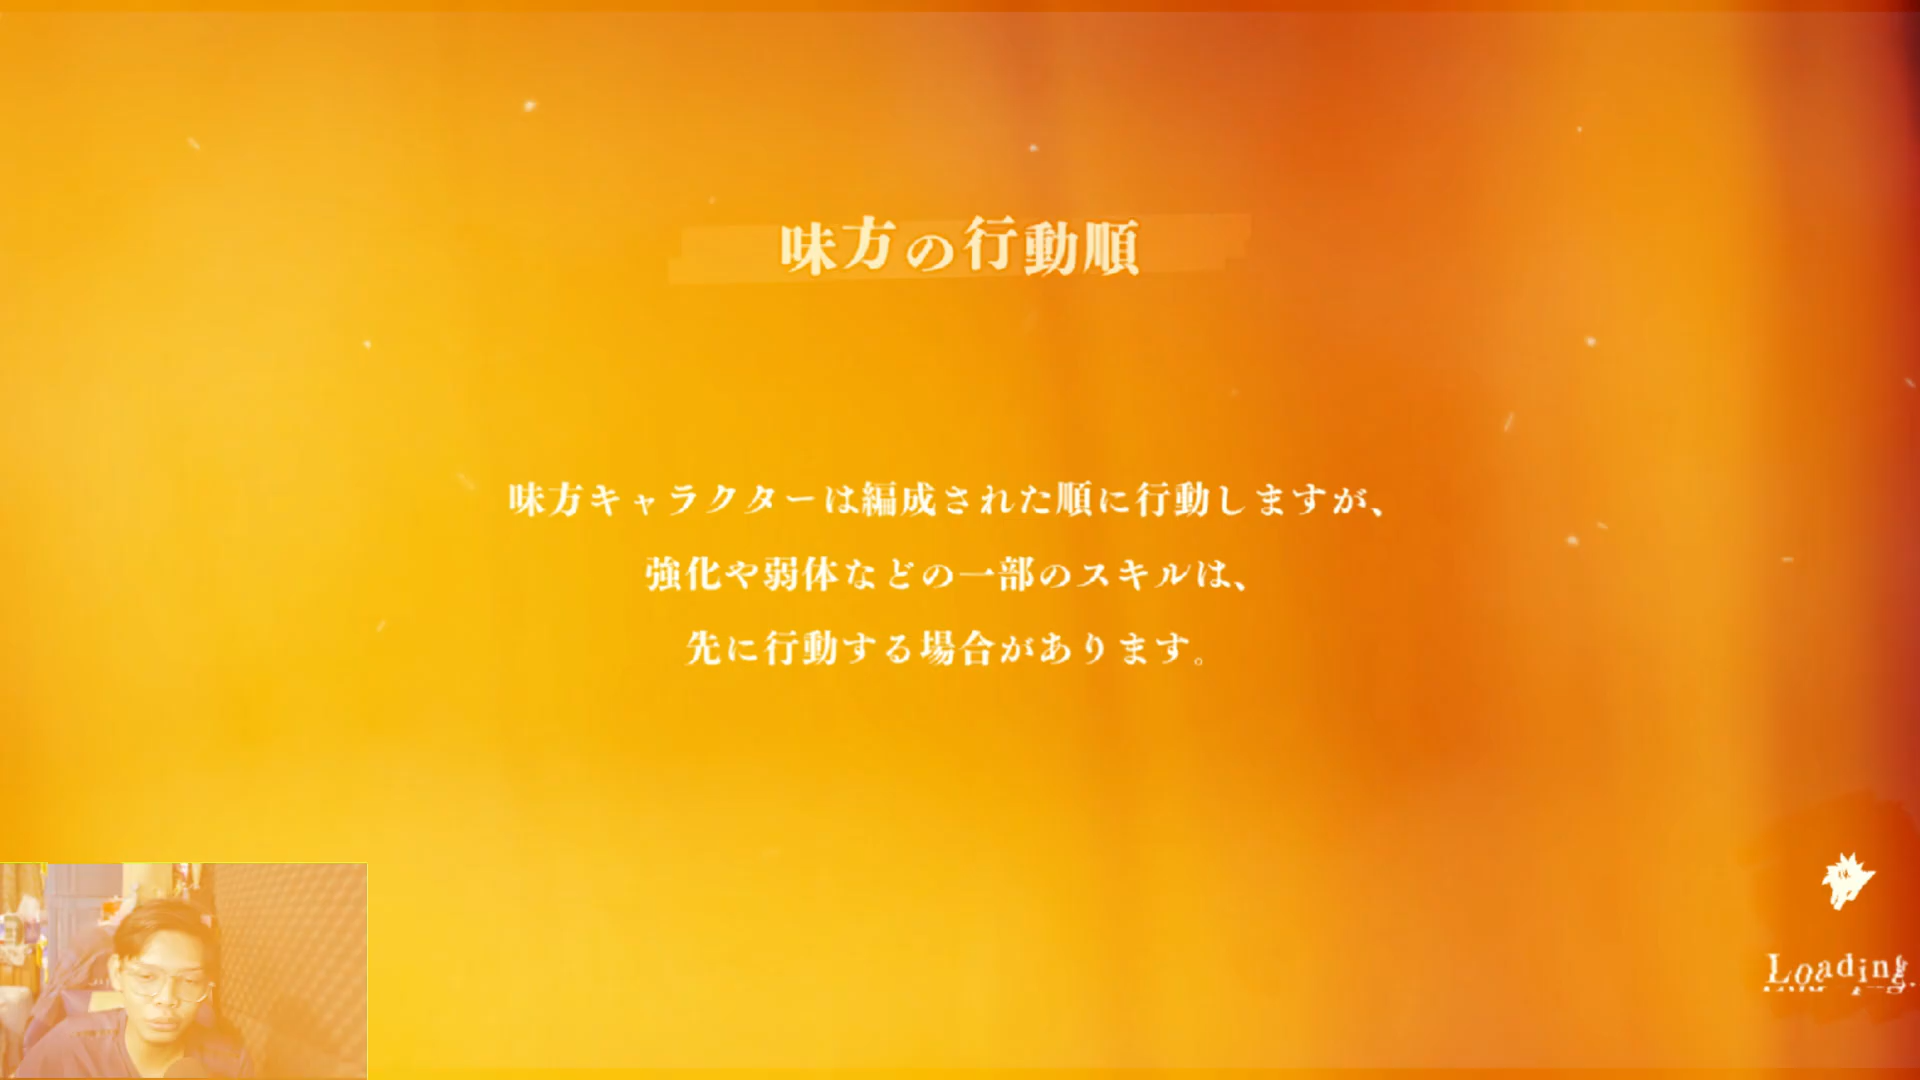 味方の行動順
味方キャラクターは編成された順に行動しますが、
強化や弱体などの一部のスキルは、
先に行動する場合があります。
Loading.